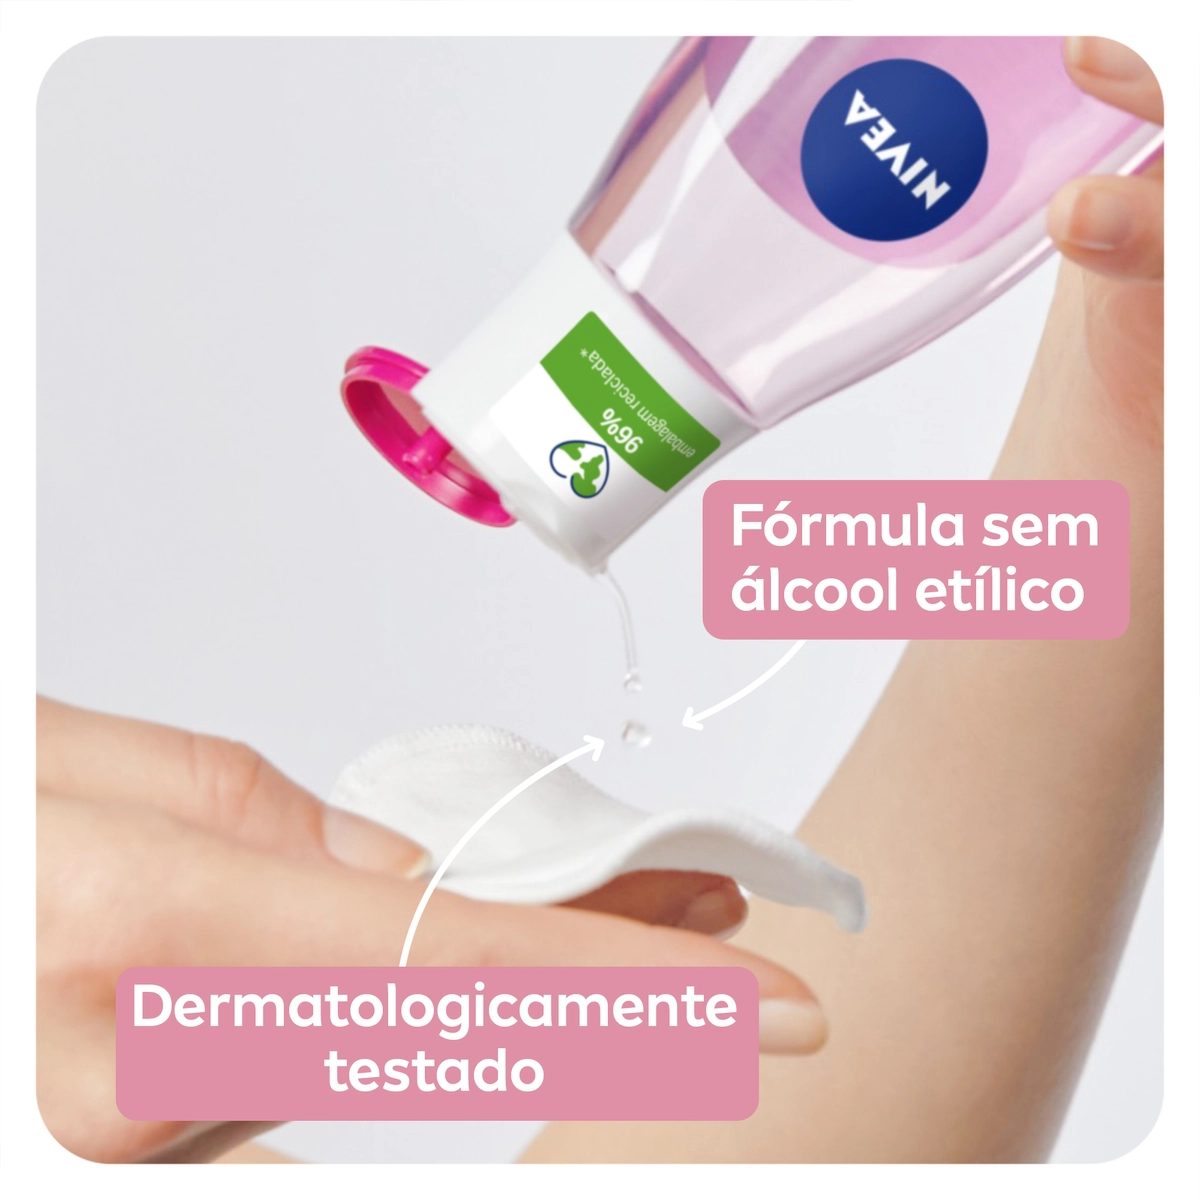 NIVEA
96%
embalagem reciclada*
Fórmula sem
álcool etílico
Dermatologicamente
testado